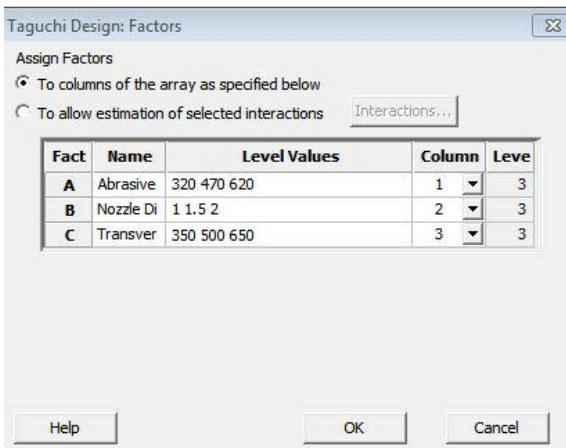 Taguchi Design: Factors
Assign Factors
To columns of the array as specified below
To allow estimation of selected interactions Interactions...
Fact Name Level Values Column Leve
A Abrasive 320 470 620 1 3
B Nozzle Di 1 1.5 2 2 3
C Transver 350 500 650 3 3
Help OK Cancel